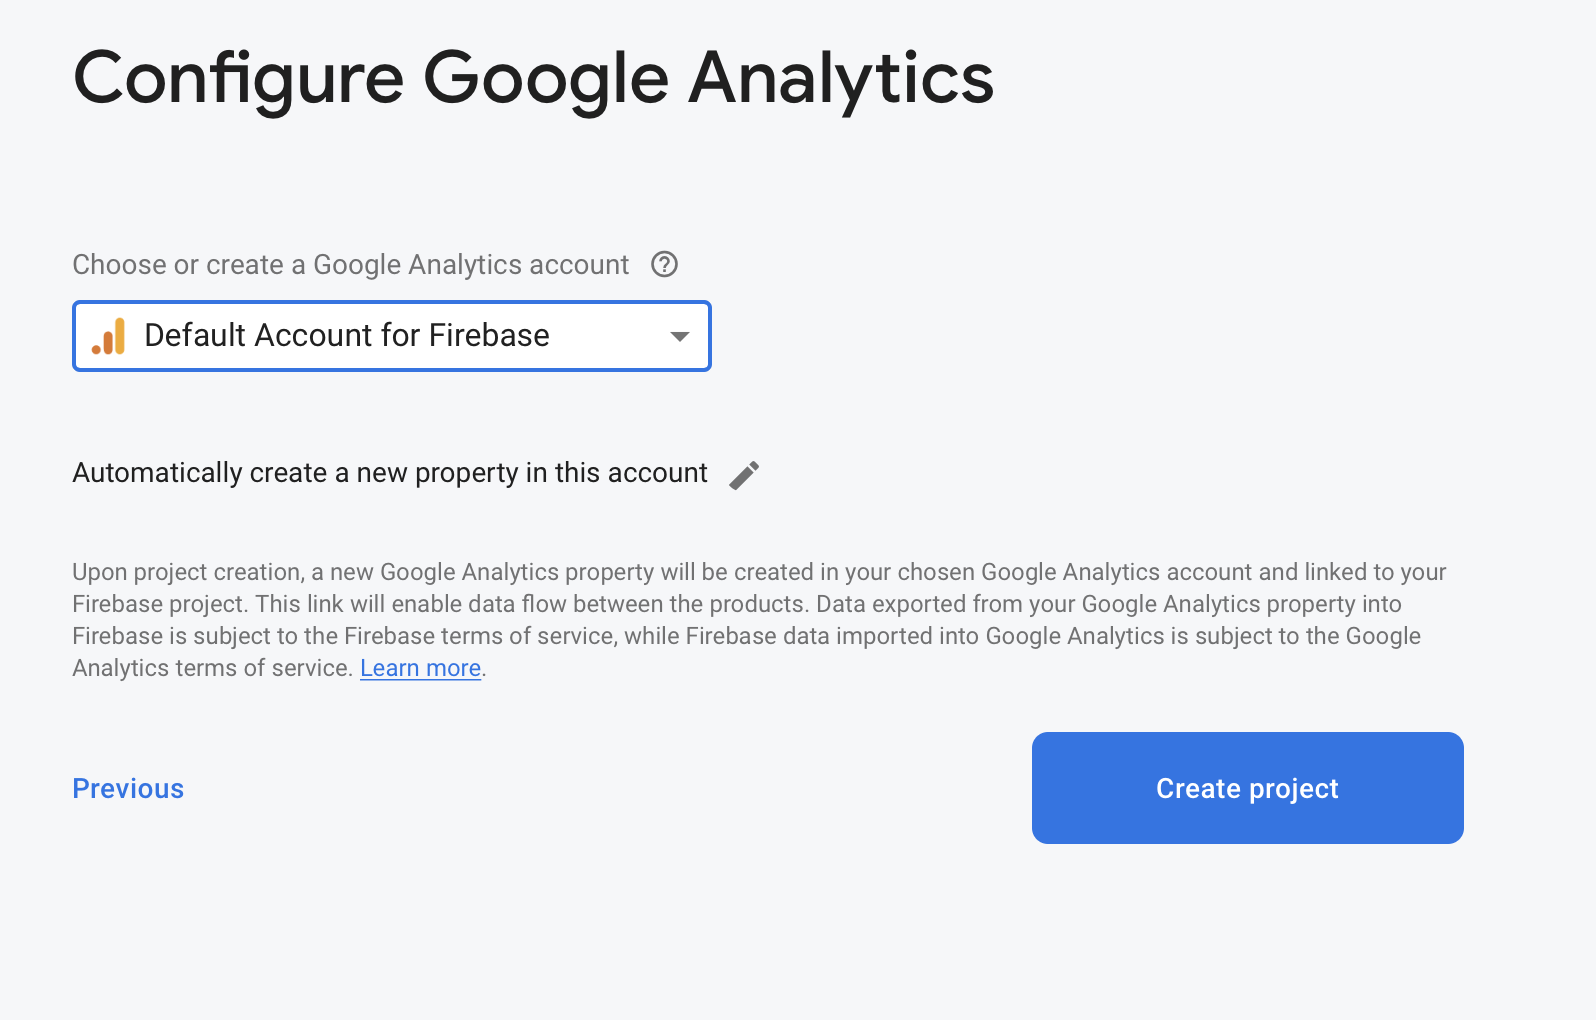 Configure Google Analytics
Choose or create a Google Analytics account
Default Account for Firebase
Automatically create a new property in this account
Upon project creation, a new Google Analytics property will be created in your chosen Google Analytics account and linked to your
Firebase project. This link will enable data flow between the products. Data exported from your Google Analytics property into
Firebase is subject to the Firebase terms of service, while Firebase data imported into Google Analytics is subject to the Google
Analytics terms of service. Learn more.
Previous
Create project